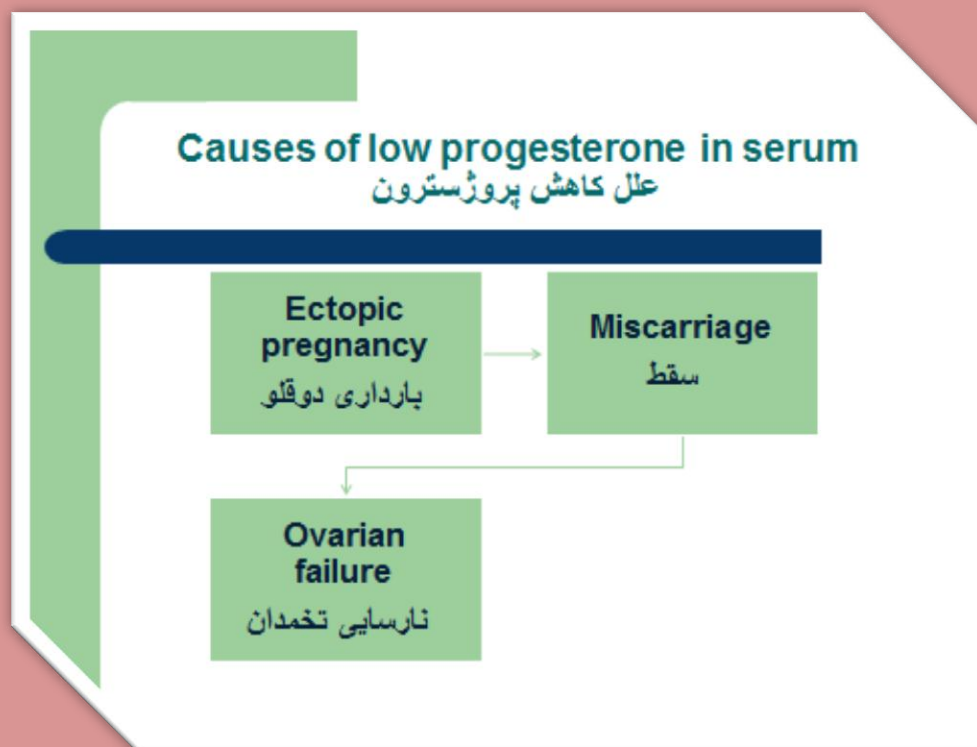 Causes of low progesterone in serum
علل کاهش پروژسترون
Ectopic
pregnancy
بارداری دوقلو
Miscarriage
سقط
Ovarian
failure
نارسایی تخمدان